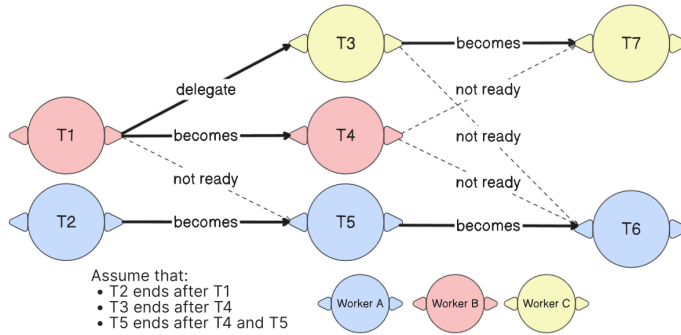 T3
becomes
T7
delegate
not ready
T1
becomes
T4
not ready
not ready
not ready
T2
becomes
T5
becomes
T6
Assume that:
• T2 ends after T1
• T3 ends after T4
• T5 ends after T4 and T5
Worker A
Worker B
Worker C